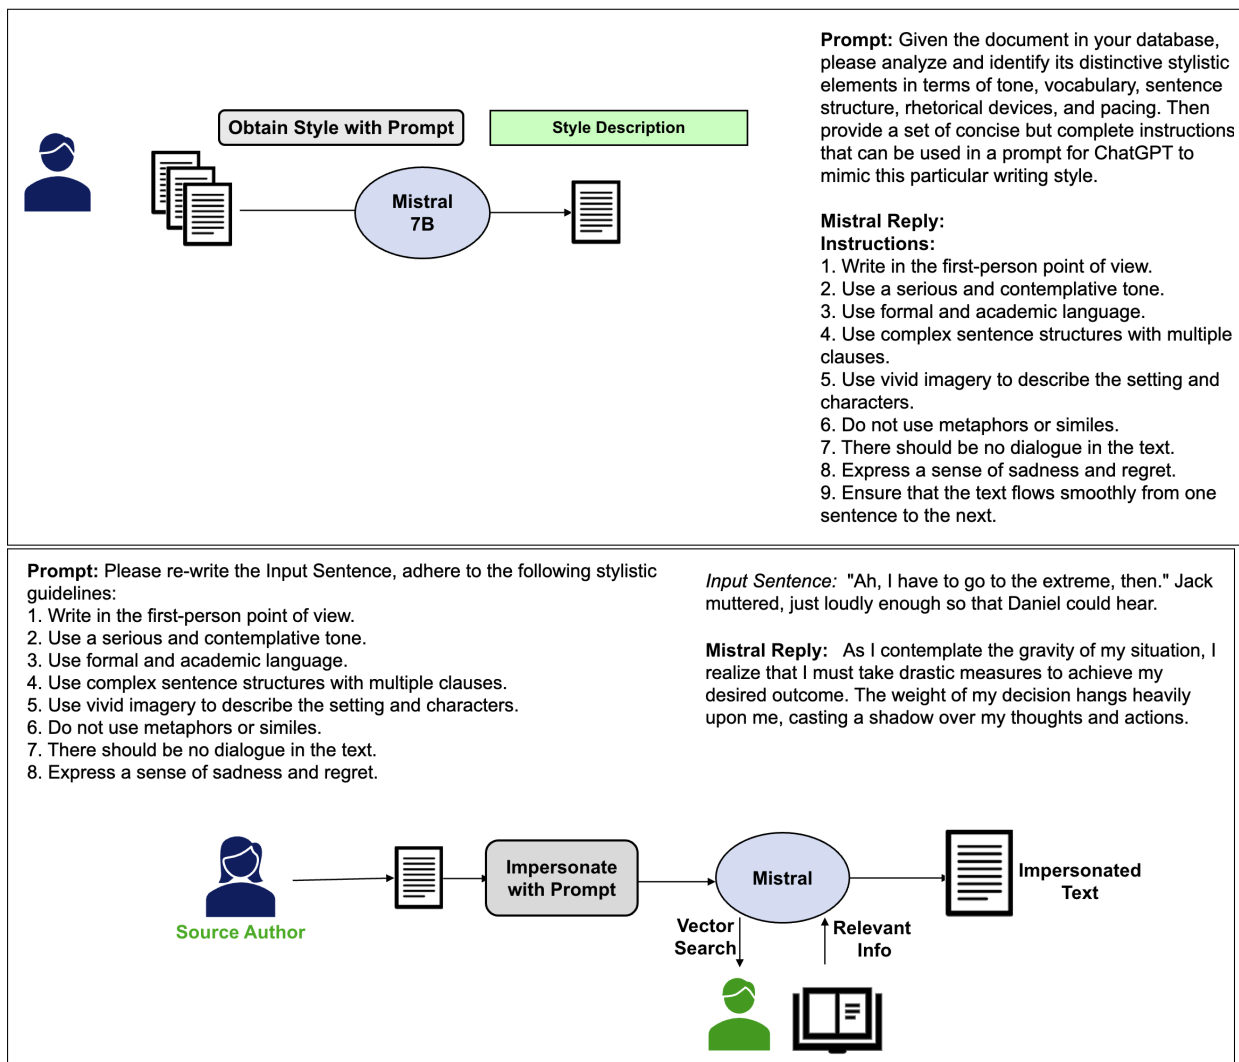 Obtain Style with Prompt
Style Description
Mistral
7B
Prompt: Given the document in your database,
please analyze and identify its distinctive stylistic
elements in terms of tone, vocabulary, sentence
structure, rhetorical devices, and pacing. Then
provide a set of concise but complete instructions
that can be used in a prompt for ChatGPT to
mimic this particular writing style.
Mistral Reply:
Instructions:
1. Write in the first-person point of view.
2. Use a serious and contemplative tone.
3. Use formal and academic language.
4. Use complex sentence structures with multiple
clauses.
5. Use vivid imagery to describe the setting and
characters.
6. Do not use metaphors or similes.
7. There should be no dialogue in the text.
8. Express a sense of sadness and regret.
9. Ensure that the text flows smoothly from one
sentence to the next.
Prompt: Please re-write the Input Sentence, adhere to the following stylistic
guidelines:
1. Write in the first-person point of view.
2. Use a serious and contemplative tone.
3. Use formal and academic language.
4. Use complex sentence structures with multiple clauses.
5. Use vivid imagery to describe the setting and characters.
6. Do not use metaphors or similes.
7. There should be no dialogue in the text.
8. Express a sense of sadness and regret.
Input Sentence: "Ah, I have to go to the extreme, then." Jack
muttered, just loudly enough so that Daniel could hear.
Mistral Reply: As I contemplate the gravity of my situation, I
realize that I must take drastic measures to achieve my
desired outcome. The weight of my decision hangs heavily
upon me, casting a shadow over my thoughts and actions.
Source Author
Impersonate
with Prompt
Mistral
Impersonated
Text
Vector
Search
Relevant
Info